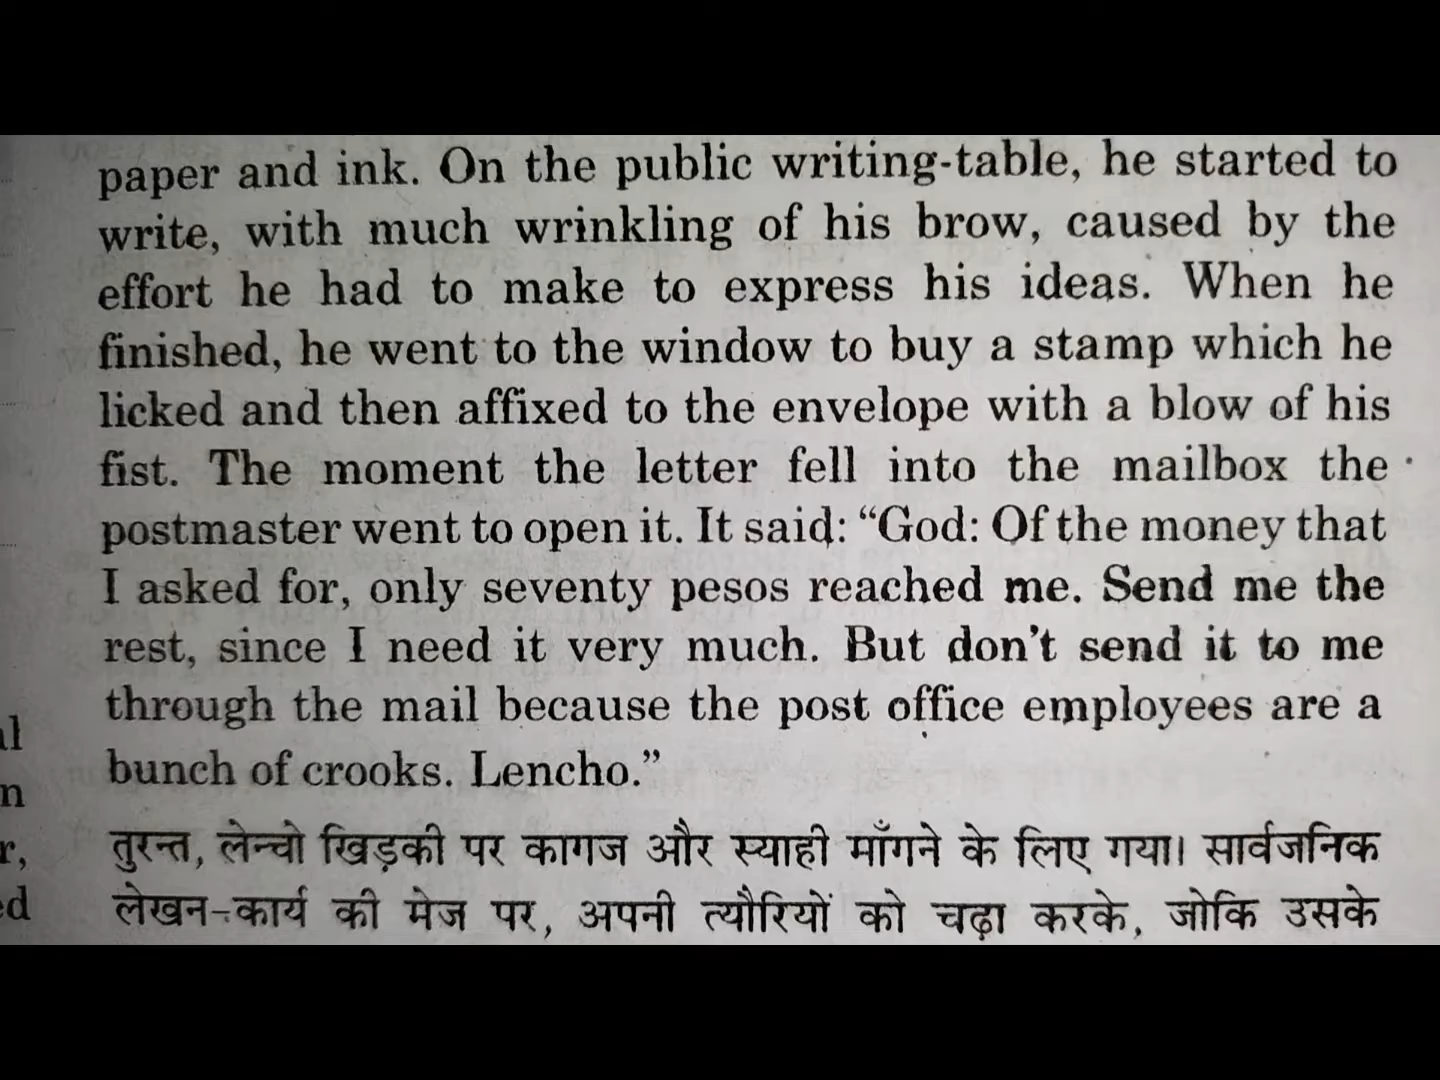 paper and ink. On the public writing-table, he started to
write, with much wrinkling of his brow, caused by the
effort he had to make to express his ideas. When he
finished, he went to the window to buy a stamp which he
licked and then affixed to the envelope with a blow of his
fist. The moment the letter fell into the mailbox the
postmaster went to open it. It said: “God: Of the money that
I asked for, only seventy pesos reached me. Send me the
rest, since I need it very much. But don’t send it to me
through the mail because the post office employees are a
bunch of crooks. Lencho.”
तुरन्त, लेन्चो खिड़की पर कागज और स्याही माँगने के लिए गया। सार्वजनिक
लेखन-कार्य की मेज पर, अपनी त्यौरियों को चढ़ा करके, जोकि उसके